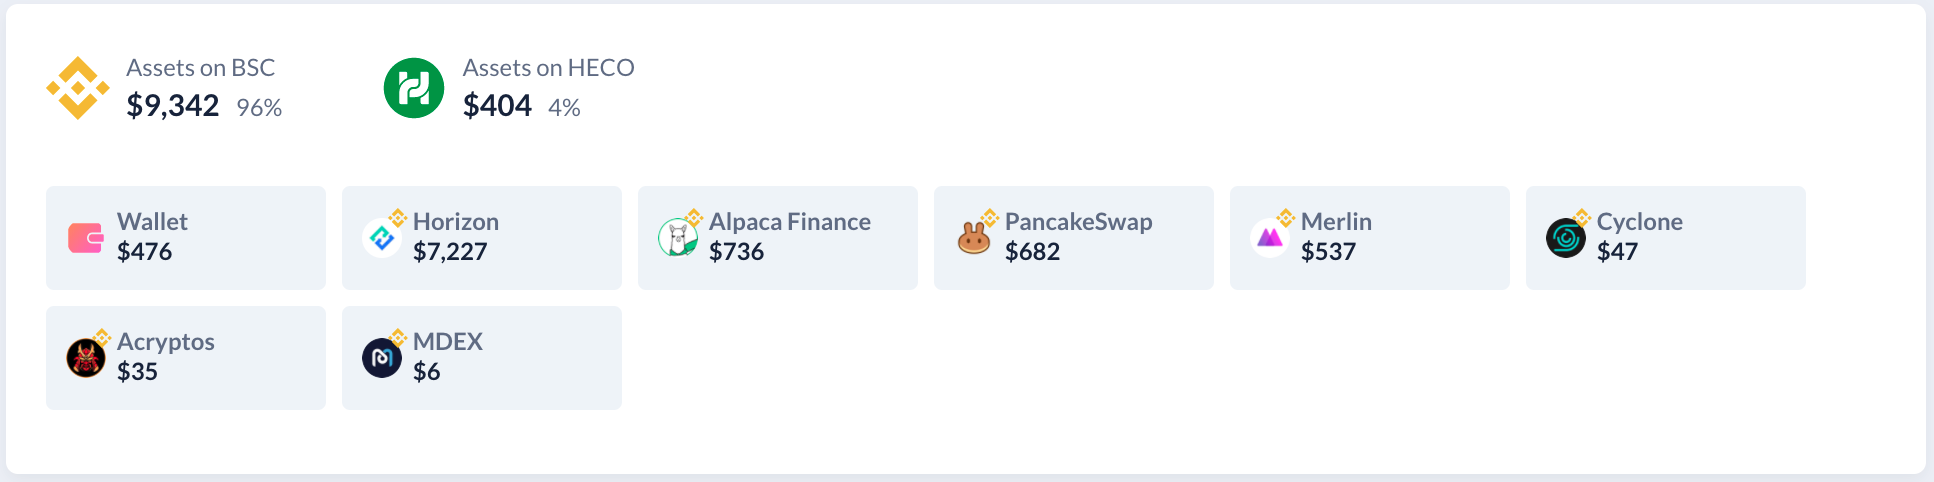 Assets on BSC
$9,342 96%
Assets on HECO
$404 4%
Wallet
$476
Horizon
$7,227
Alpaca Finance
$736
PancakeSwap
$682
Merlin
$537
Cyclone
$47
Acryptos
$35
MDEX
$6